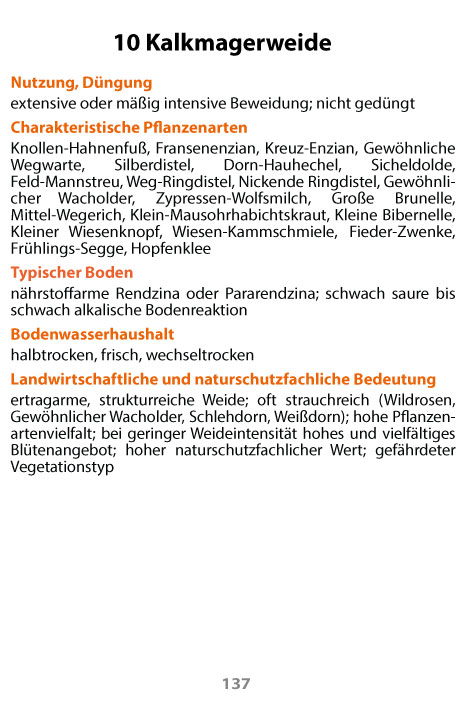 10 Kalkmagerweide
Nutzung, Düngung
extensive oder mäßig intensive Beweidung; nicht gedüngt
Charakteristische Pflanzenarten
Knollen-Hahnenfuß, Fransenenzian, Kreuz-Enzian, Gewöhnliche
Wegwarte, Silberdistel, Dorn-Hauhechel, Sicheldolde,
Feld-Mannstreu, Weg-Ringdistel, Nickende Ringdistel, Gewöhnli-
cher Wacholder, Zypressen-Wolfsmilch, Große Brunelle,
Mittel-Wegerich, Klein-Mausohrhabichtskraut, Kleine Bibernelle,
Kleiner Wiesenknopf, Wiesen-Kammschmiele, Fieder-Zwenke,
Frühlings-Segge, Hopfenklee
Typischer Boden
nährstoffarme Rendzina oder Pararendzina; schwach saure bis
schwach alkalische Bodenreaktion
Bodenwasserhaushalt
halbtrocken, frisch, wechseltrocken
Landwirtschaftliche und naturschutzfachliche Bedeutung
ertragarme, strukturreiche Weide; oft strauchreich (Wildrosen,
Gewöhnlicher Wacholder, Schlehdorn, Weißdorn); hohe Pflanzen-
artenvielfalt; bei geringer Weideintensität hohes und vielfältiges
Blütenangebot; hoher naturschutzfachlicher Wert; gefährdeter
Vegetationstyp
137